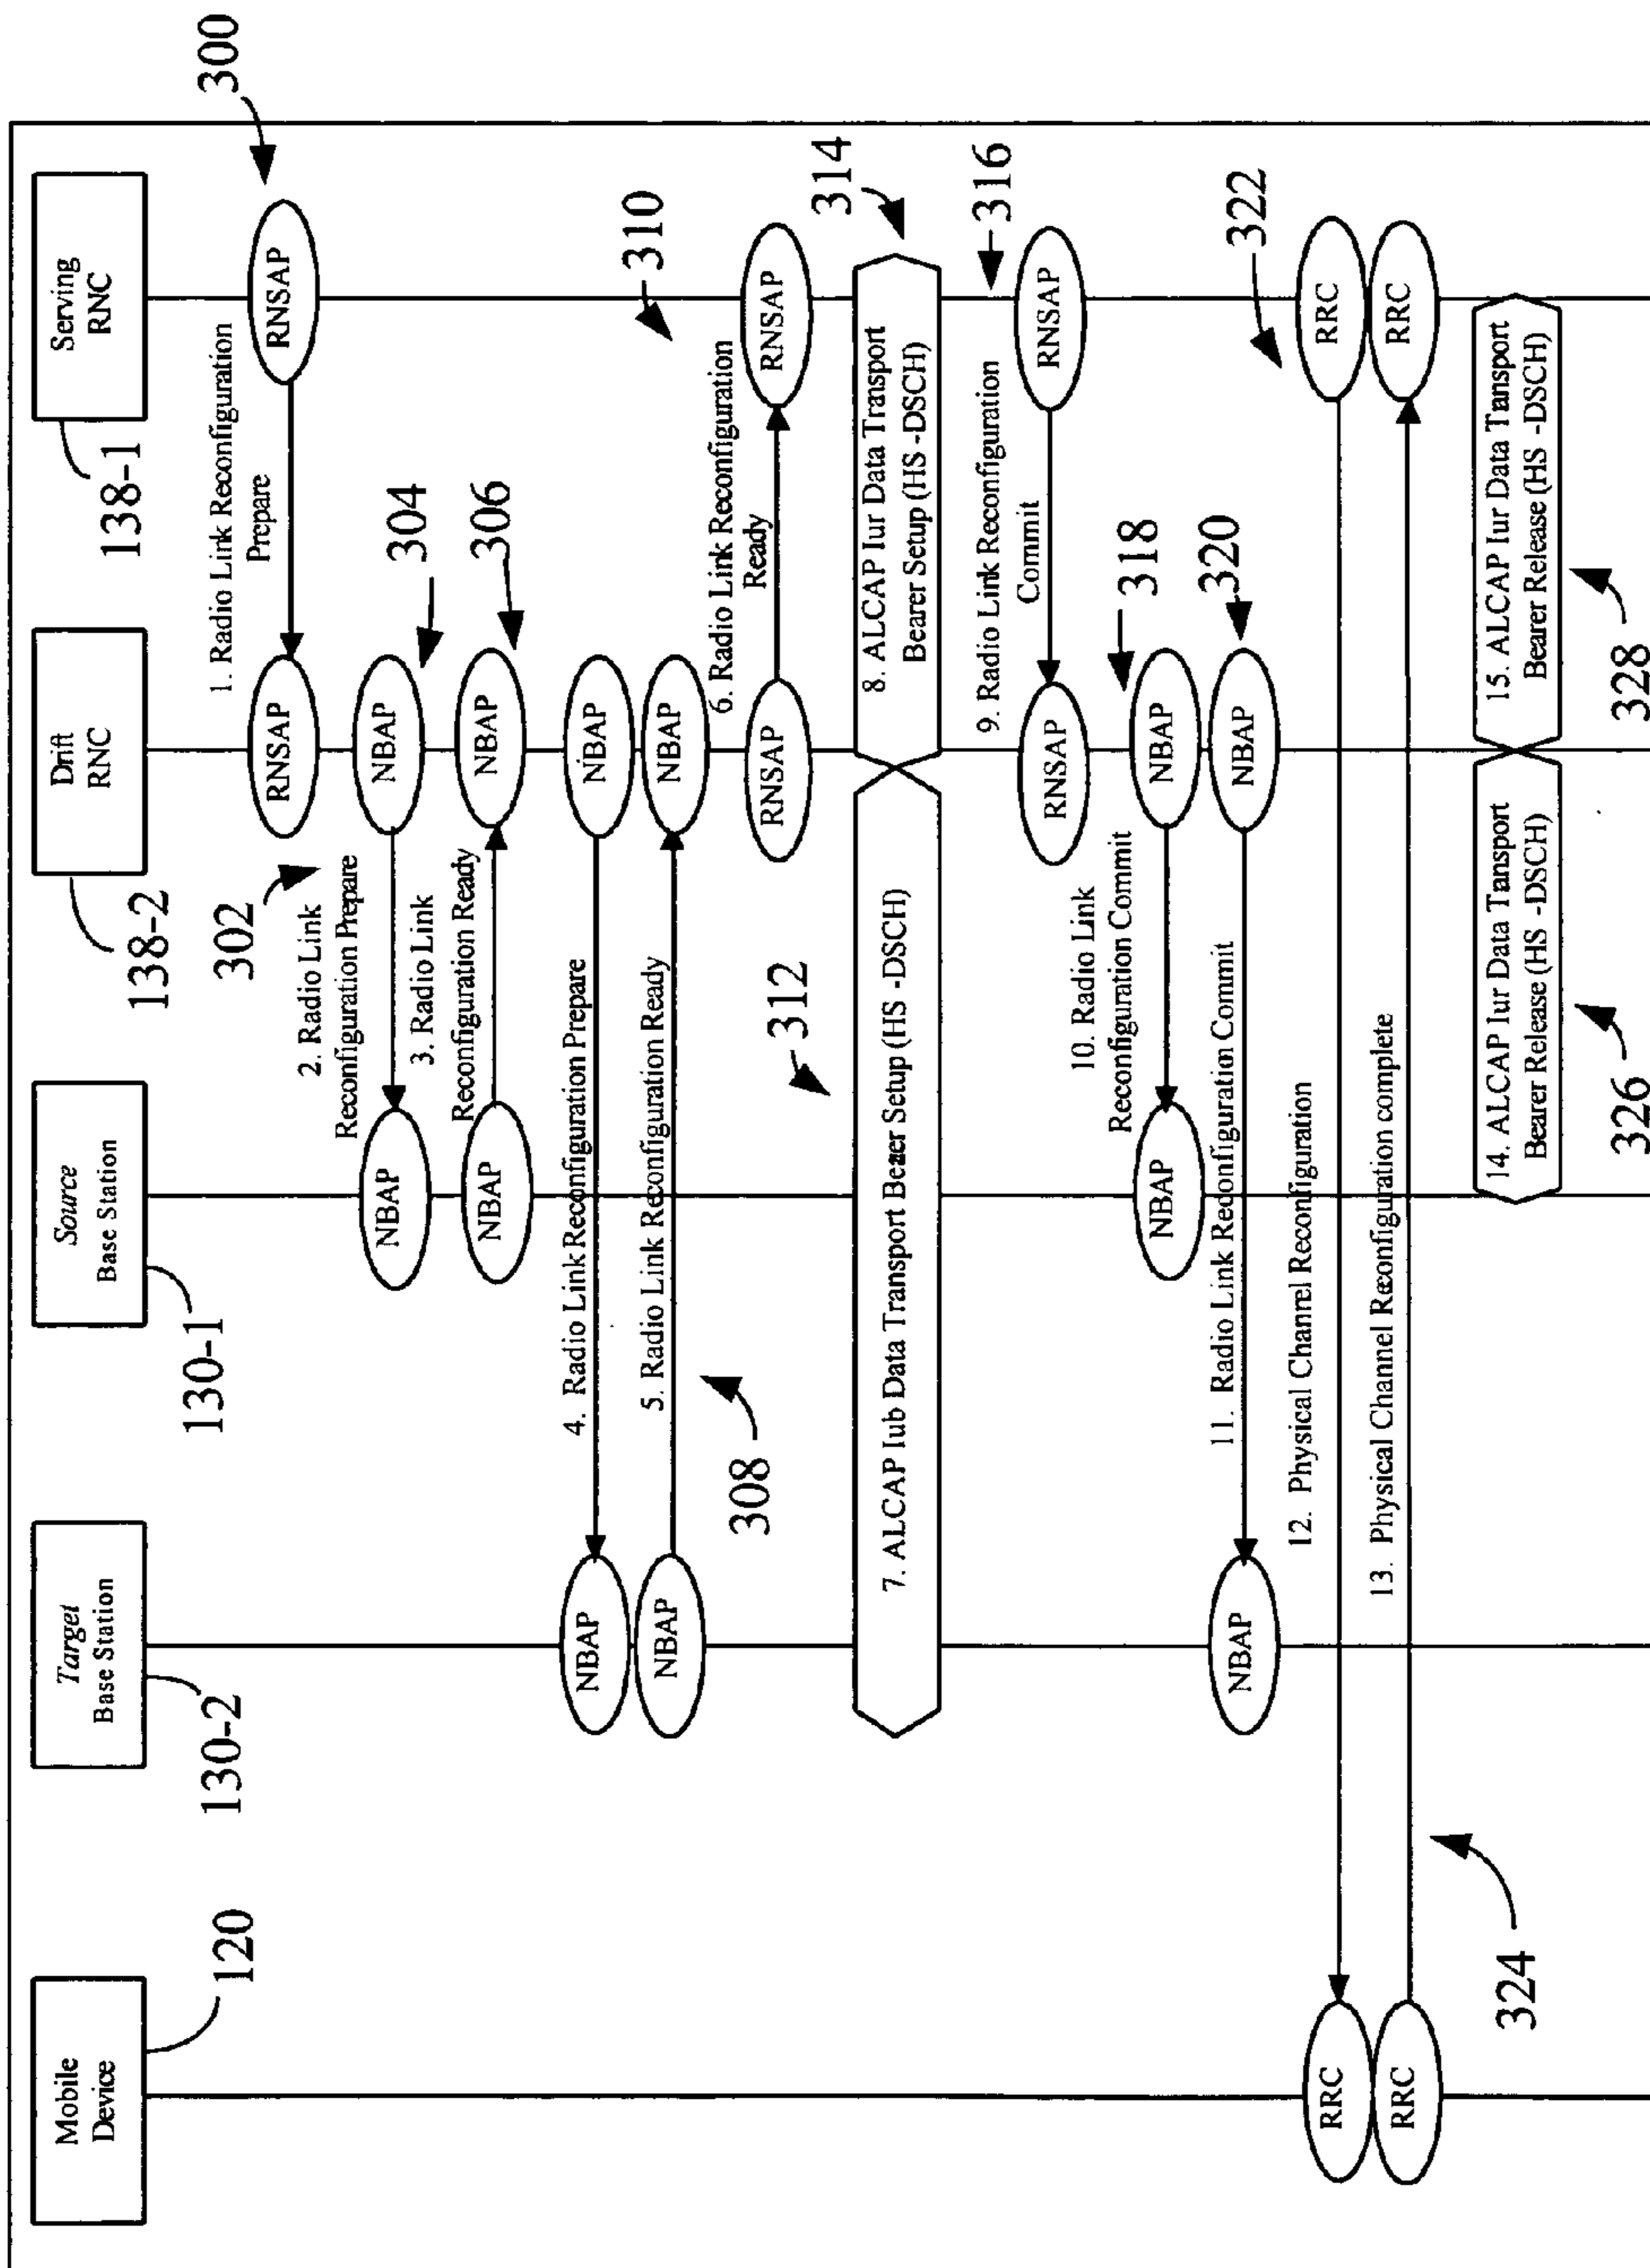 Mobile
Device
120
Target
Base Station
130-2
Source
Base Station
130-1
Drift
RNC
138-2
Serving
RNC
138-1
1. Radio Link Reconfiguration
Prepare
RNSAP
RNSAP
300
302
2. Radio Link
Reconfiguration Prepare
NBAP
NBAP
304
3. Radio Link
Reconfiguration Ready
NBAP
NBAP
306
4. Radio Link Reconfiguration Prepare
NBAP
NBAP
5. Radio Link Reconfiguration Ready
NBAP
NBAP
308
310
6. Radio Link Reconfiguration
Ready
RNSAP
RNSAP
312
7. ALCAP Iub Data Transport Bearer Setup (HS -DSCH)
8. ALCAP Iur Data Transport
Bearer Setup (HS -DSCH)
314
316
9. Radio Link Reconfiguration
Commit
RNSAP
RNSAP
10. Radio Link
Reconfiguration Commit
NBAP
NBAP
318
11. Radio Link Reconfiguration Commit
NBAP
NBAP
320
12. Physical Channel Reconfiguration
RRC
RRC
322
13. Physical Channel Reconfiguration complete
RRC
RRC
324
14. ALCAP Iur Data Transport
Bearer Release (HS -DSCH)
326
15. ALCAP Iur Data Transport
Bearer Release (HS -DSCH)
328